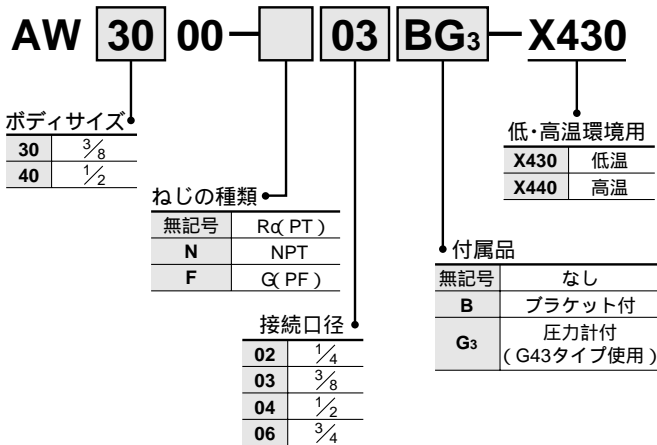 AW 30 00－ 03 BG3－X430
ボディサイズ
30 3/8
40 1/2
ねじの種類
無記号 Rc(PT)
N NPT
F G(PF)
接続口径
02 1/4
03 3/8
04 1/2
06 3/4
付属品
無記号 なし
B ブラケット付
G3 圧力計付
(G43タイプ使用)
低･高温環境用
X430 低温
X440 高温